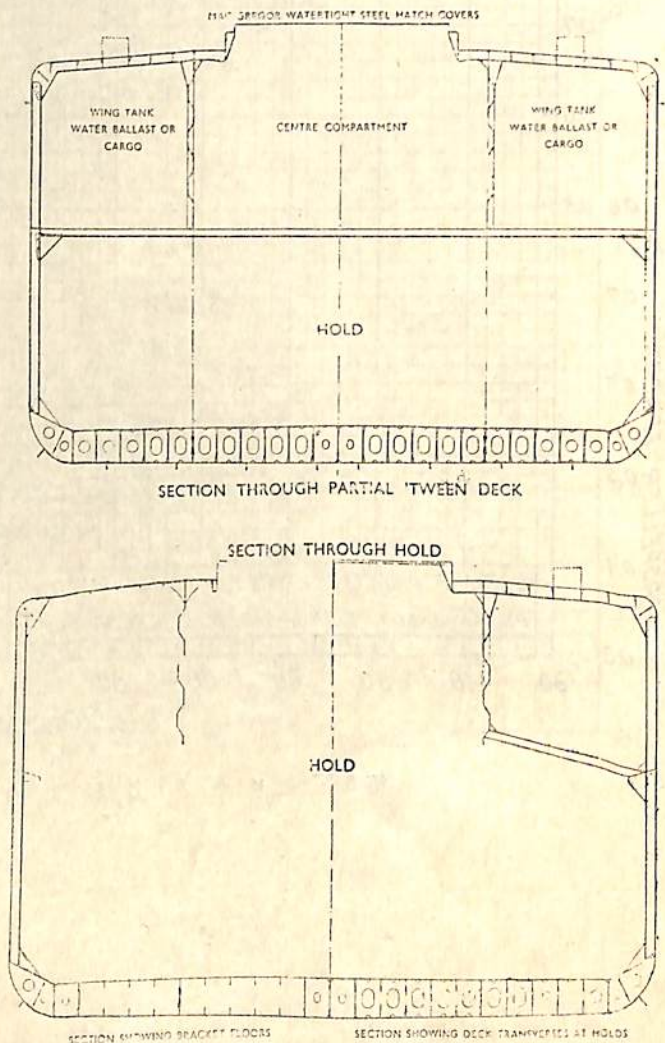 MAC GREGOR WATERTIGHT STEEL HATCH COVERS
WING TANK
WATER BALLAST OR
CARGO
CENTRE COMPARTMENT
WING TANK
WATER BALLAST OR
CARGO
HOLD
SECTION THROUGH PARTIAL 'TWEEN DECK
SECTION THROUGH HOLD
HOLD
SECTION SHOWING BRACKET FLOORS
SECTION SHOWING DECK TRANSVERSES AT HOLDS